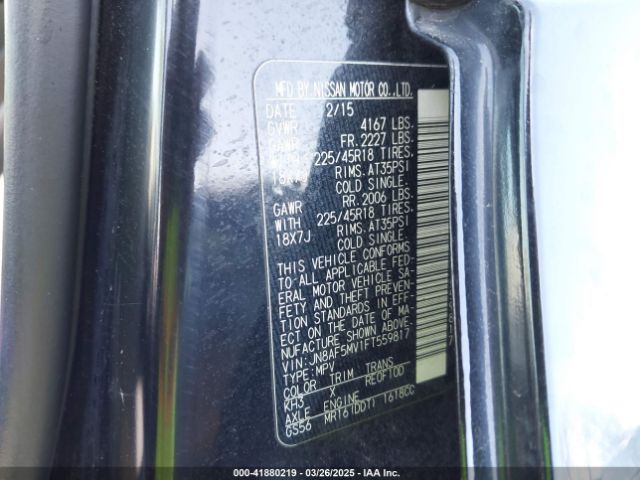 MFD BY NISSAN MOTOR CO.,LTD.
DATE 2/15
GVWR 4167 LBS.
GAWR FR. 2227 LBS.
225/45R18 TIRES.
RIMS. AT35PSI
COLD SINGLE.
GAWR RR. 2006 LBS.
WITH 225/45R18 TIRES.
18X7J RIMS. AT35PSI
COLD SINGLE.
THIS VEHICLE CONFORMS
TO ALL APPLICABLE FED-
ERAL MOTOR VEHICLE SA-
FETY AND THEFT PREVEN-
TION STANDARDS IN EFF-
ECT ON THE DATE OF MA-
NUFACTURE SHOWN ABOVE.
VIN: JN8AF5MV1FT559817
TYPE: MPV
COLOR TRIM TRANS
KH3 X RE0F10D
AXLE ENGINE
GS56 MR16(DDT) 1618CC
000-41880219 • 03/26/2025 • IAA Inc.